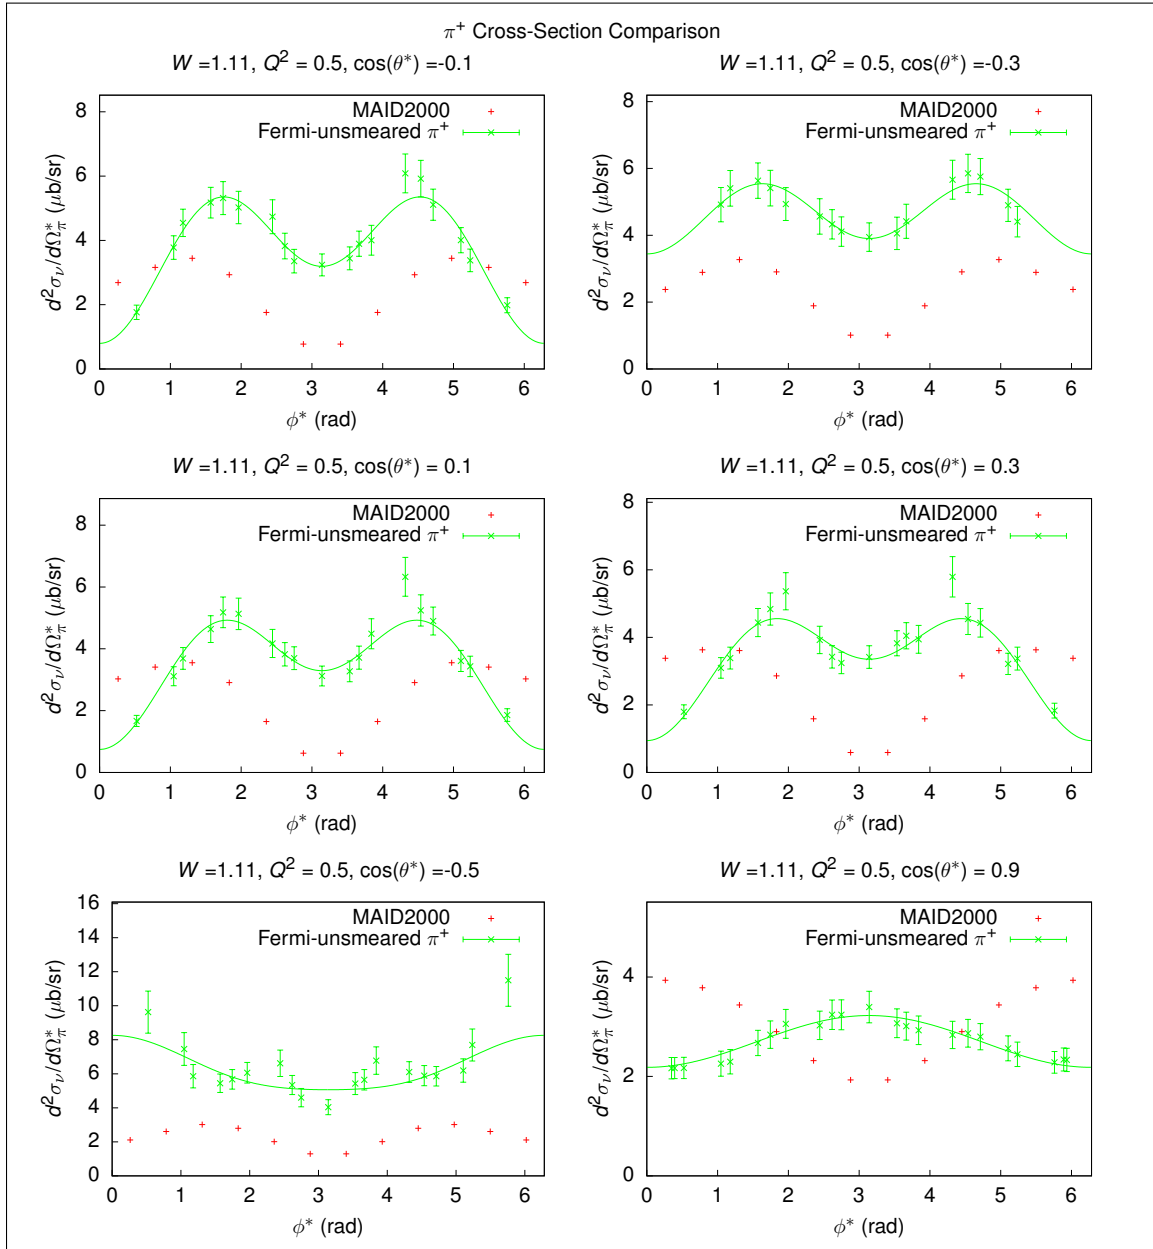 π⁺ Cross-Section Comparison
W =1.11, Q² = 0.5, cos(θ*) =-0.1
8
6
4
2
0
0 1 2 3 4 5 6
d²σᵥ/dΩ*π (μb/sr)
ϕ* (rad)
MAID2000
Fermi-unsmeared π⁺
W =1.11, Q² = 0.5, cos(θ*) =-0.3
8
6
4
2
0
0 1 2 3 4 5 6
d²σᵥ/dΩ*π (μb/sr)
ϕ* (rad)
MAID2000
Fermi-unsmeared π⁺
W =1.11, Q² = 0.5, cos(θ*) = 0.1
8
6
4
2
0
0 1 2 3 4 5 6
d²σᵥ/dΩ*π (μb/sr)
ϕ* (rad)
MAID2000
Fermi-unsmeared π⁺
W =1.11, Q² = 0.5, cos(θ*) = 0.3
8
6
4
2
0
0 1 2 3 4 5 6
d²σᵥ/dΩ*π (μb/sr)
ϕ* (rad)
MAID2000
Fermi-unsmeared π⁺
W =1.11, Q² = 0.5, cos(θ*) =-0.5
16
14
12
10
8
6
4
2
0
0 1 2 3 4 5 6
d²σᵥ/dΩ*π (μb/sr)
ϕ* (rad)
MAID2000
Fermi-unsmeared π⁺
W =1.11, Q² = 0.5, cos(θ*) = 0.9
4
2
0
0 1 2 3 4 5 6
d²σᵥ/dΩ*π (μb/sr)
ϕ* (rad)
MAID2000
Fermi-unsmeared π⁺